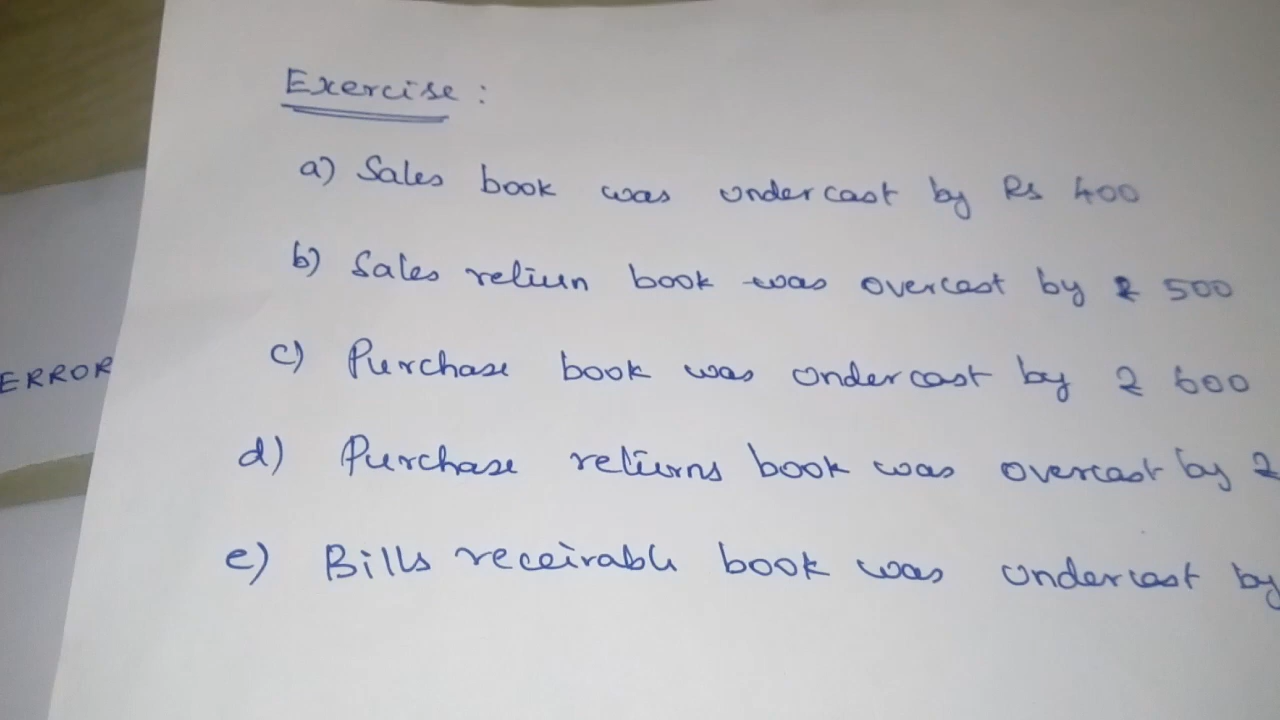 Exercise :
a) Sales book was undercast by Rs 400
b) Sales return book was overcast by ₹ 500
c) Purchase book was undercast by ₹ 600
d) Purchase returns book was overcast by ₹
e) Bills receivable book was undercast by
ERROR